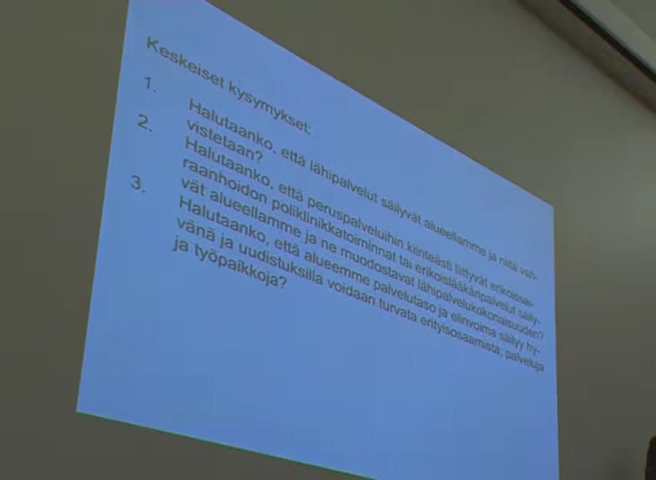 Keskeiset kysymykset:
1. Halutaanko, että lähipalvelut säilyvät alueellamme ja niitä vah-
vistetaan?
2. Halutaanko, että peruspalveluihin kiinteästi liittyvät erikoissai-
raanhoidon poliklinikkatoiminnat tai erikoislääkäripalvelut säily-
vät alueellamme ja ne muodostavat lähipalvelukokonaisuuden?
3. Halutaanko, että alueemme palvelutaso ja elinvoima säilyy hy-
vänä ja uudistuksilla voidaan turvata erityisosaamista, palveluja
ja työpaikkoja?